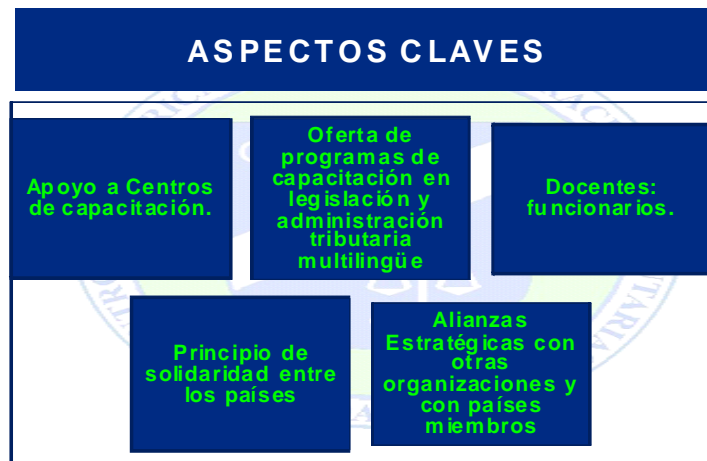 ASPECTOS CLAVES
Apoyo a Centros
de capacitación.
Oferta de
programas de
capacitación en
legislación y
administración
tributaria
multilingüe
Docentes:
funcionarios.
Principio de
solidaridad entre
los países
Alianzas
Estratégicas con
otras
organizaciones y
con países
miembros